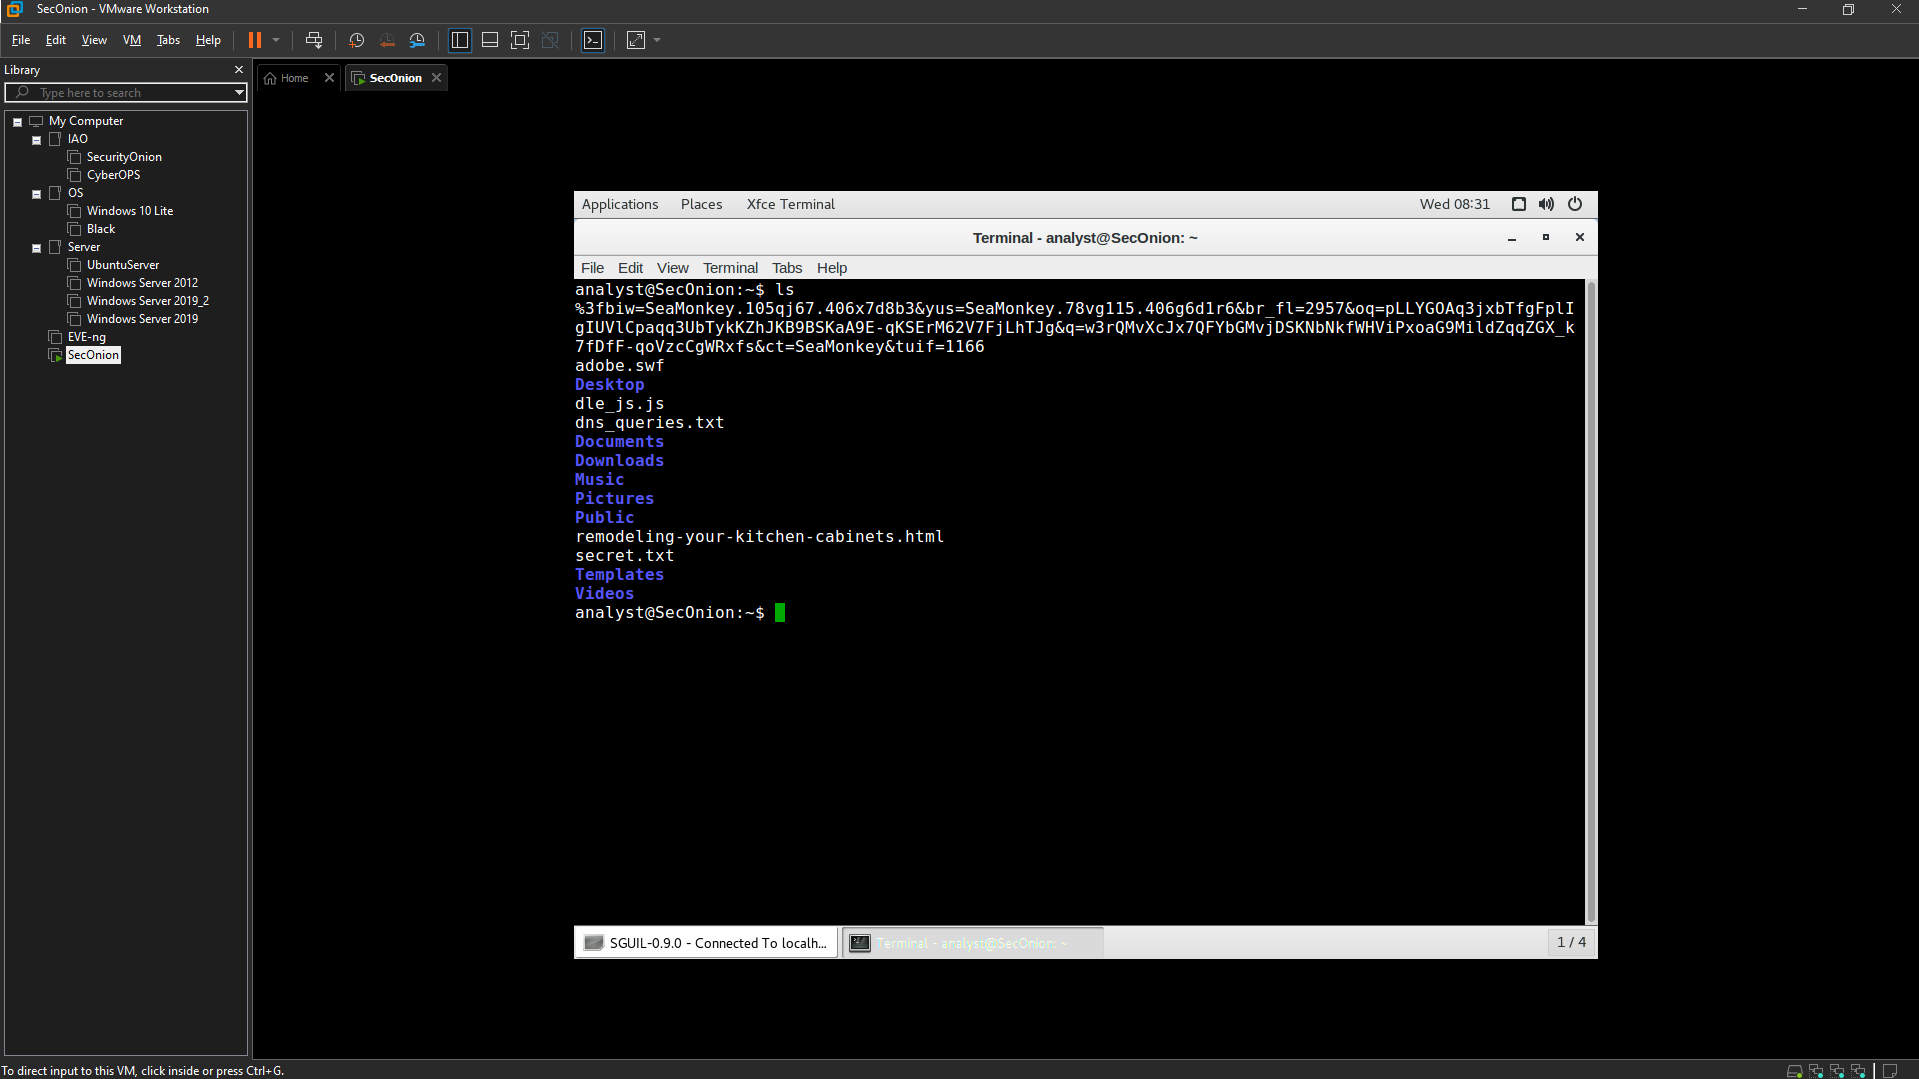 SecOnion - VMware Workstation
File Edit View VM Tabs Help
Library
Type here to search
My Computer
IAO
SecurityOnion
CyberOPS
OS
Windows 10 Lite
Black
Server
UbuntuServer
Windows Server 2012
Windows Server 2019_2
Windows Server 2019
EVE-ng
SecOnion
Home
SecOnion
Applications Places Xfce Terminal Wed 08:31
Terminal - analyst@SecOnion: ~
File Edit View Terminal Tabs Help
analyst@SecOnion:~$ ls
%3fbiw=SeaMonkey.105qj67.406x7d8b3&yus=SeaMonkey.78vg115.406g6d1r6&br_fl=2957&oq=pLLYGOAq3jxbTfgFplI
gIUVlCpaqq3UbTykKZhJKB9BSKaA9E-qKSErM62V7FjLhTJg&q=w3rQMvXcJx7QFYbGMvjDSKNbNkfWHViPxoaG9MildZqqZGX_k
7fDfF-qoVzcCgWRxfs&ct=SeaMonkey&tuif=1166
adobe.swf
Desktop
dle_js.js
dns_queries.txt
Documents
Downloads
Music
Pictures
Public
remodeling-your-kitchen-cabinets.html
secret.txt
Templates
Videos
analyst@SecOnion:~$
SGUIL-0.9.0 - Connected To localh...
Terminal - analyst@SecOnion: ~
1 / 4
To direct input to this VM, click inside or press Ctrl+G.